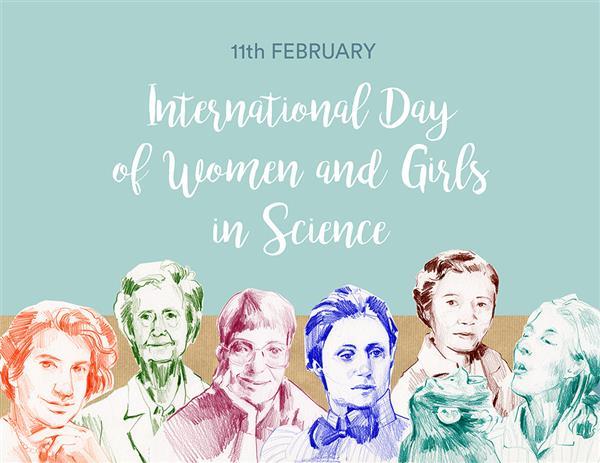 11th FEBRUARY
International Day
of Women and Girls
in Science